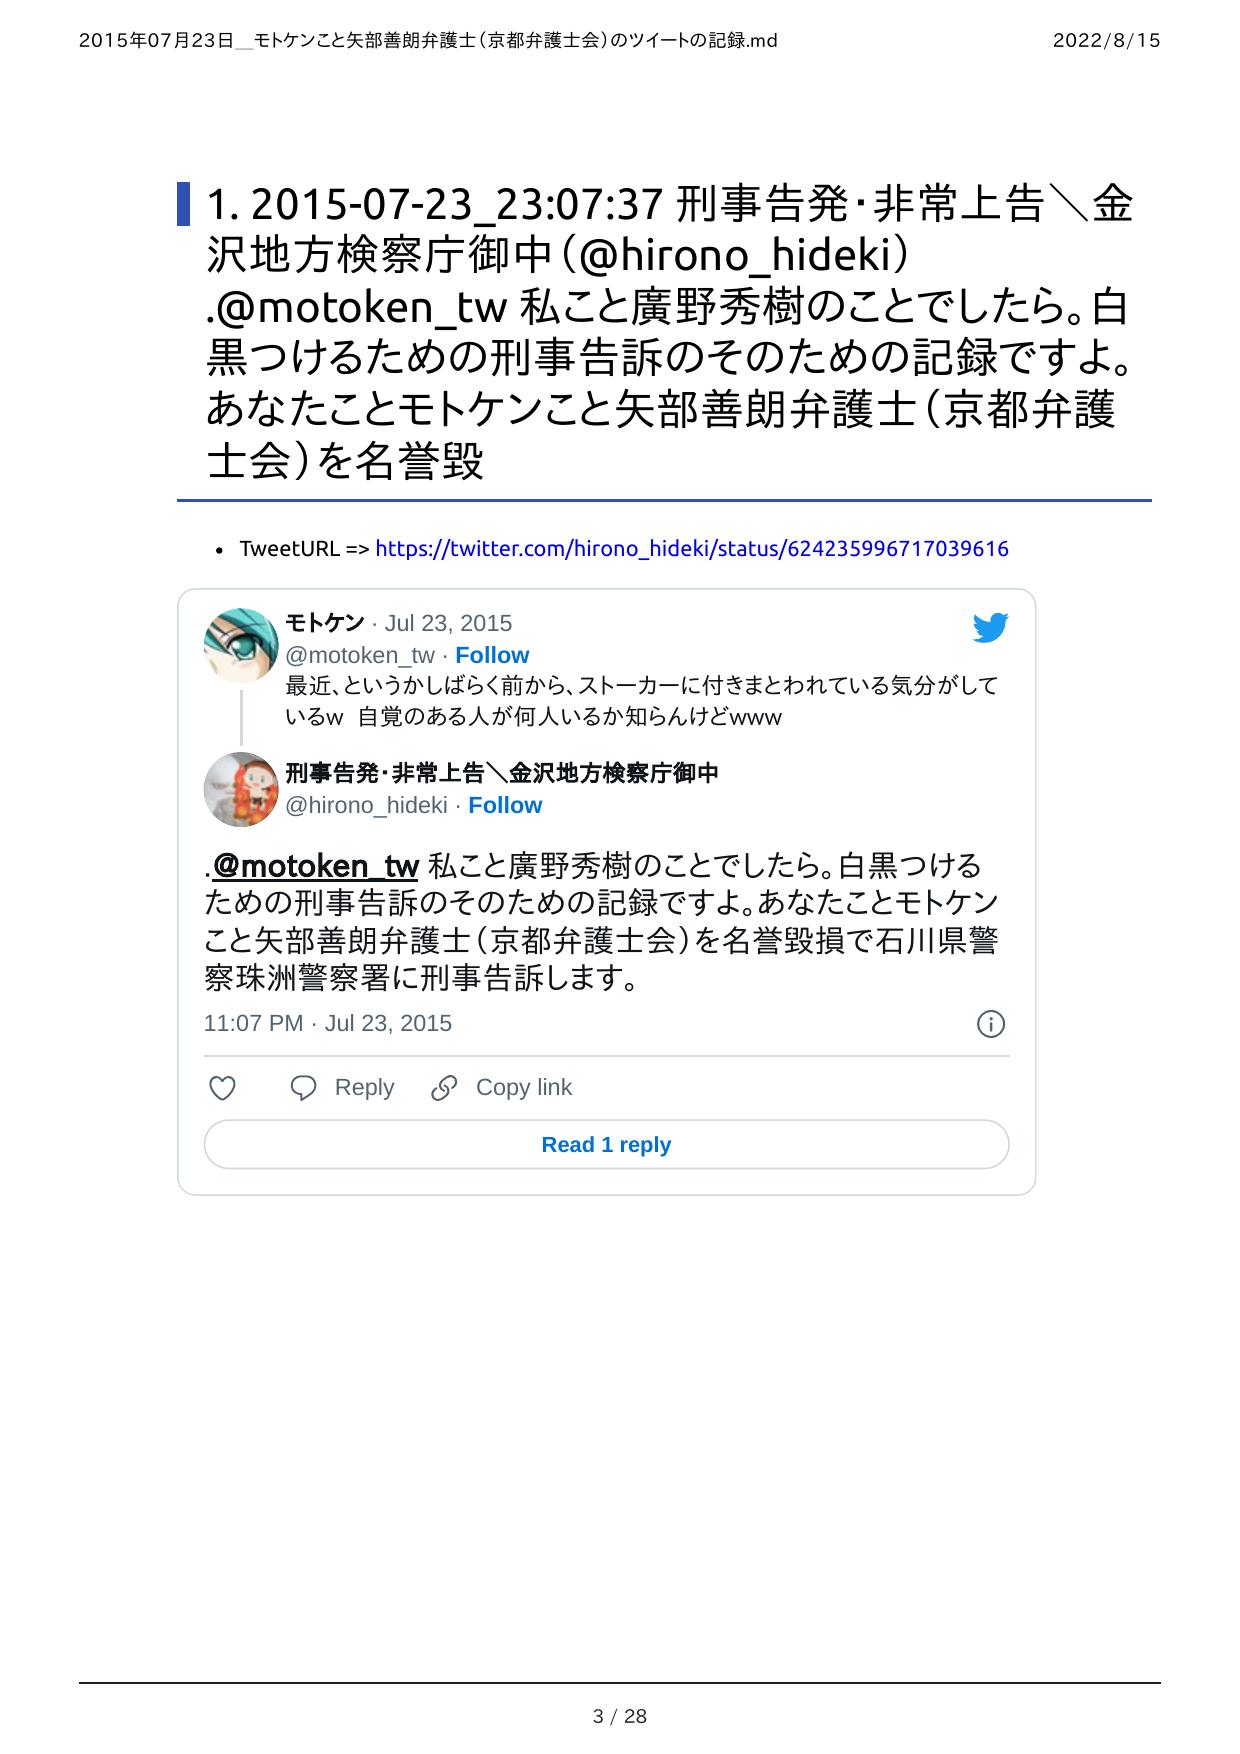 2015年07月23日__モトケンこと矢部善朗弁護士（京都弁護士会）のツイートの記録.md 2022/8/15
1. 2015-07-23_23:07:37 刑事告発・非常上告＼金
沢地方検察庁御中（@hirono_hideki）
.@motoken_tw 私こと廣野秀樹のことでしたら。白
黒つけるための刑事告訴のそのための記録ですよ。
あなたことモトケンこと矢部善朗弁護士（京都弁護
士会）を名誉毀
• TweetURL => https://twitter.com/hirono_hideki/status/624235996717039616
モトケン · Jul 23, 2015
@motoken_tw · Follow
最近、というかしばらく前から、ストーカーに付きまとわれている気分がして
いるw 自覚のある人が何人いるか知らんけどwww
刑事告発・非常上告＼金沢地方検察庁御中
@hirono_hideki · Follow
.@motoken_tw 私こと廣野秀樹のことでしたら。白黒つける
ための刑事告訴のそのための記録ですよ。あなたことモトケン
こと矢部善朗弁護士（京都弁護士会）を名誉毀損で石川県警
察珠洲警察署に刑事告訴します。
11:07 PM · Jul 23, 2015
Reply Copy link
Read 1 reply
3 / 28